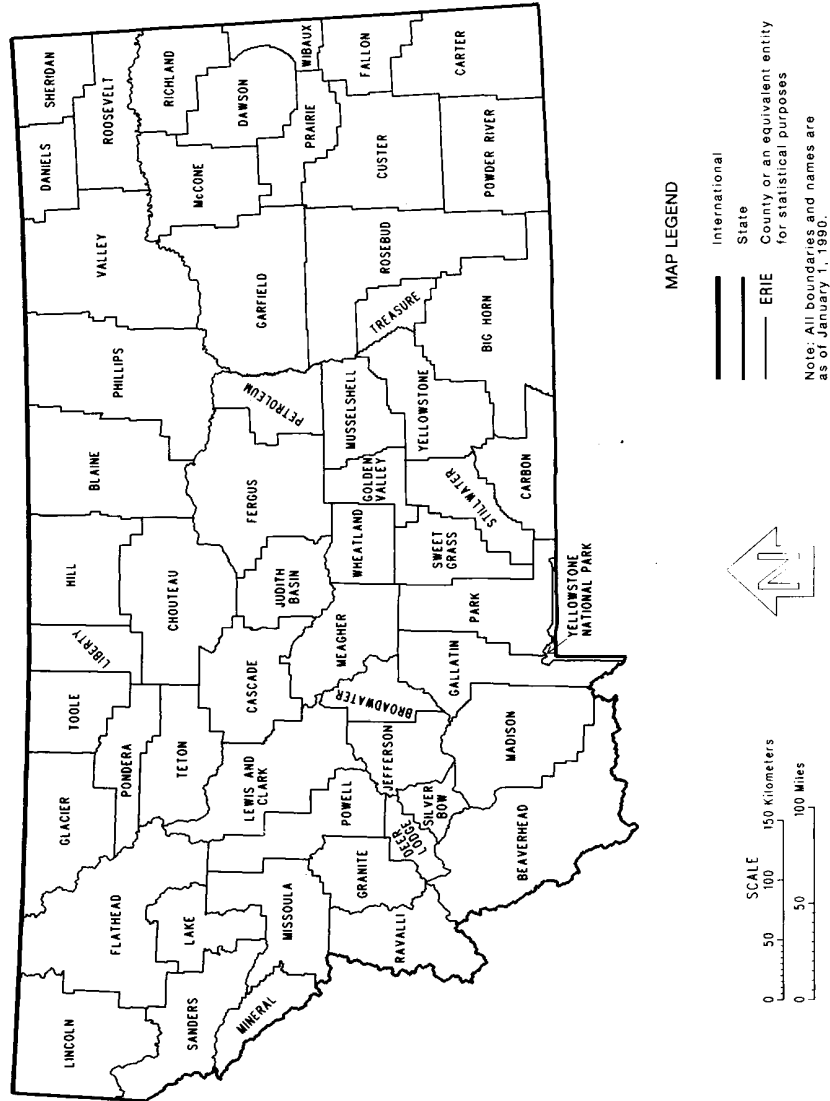 LINCOLN
FLATHEAD
GLACIER
TOOLE
LIBERTY
HILL
BLAINE
PHILLIPS
VALLEY
DANIELS
SHERIDAN
ROOSEVELT
SANDERS
LAKE
PONDERA
TETON
CHOUTEAU
RICHLAND
McCONE
DAWSON
WIBAUX
MINERAL
MISSOULA
LEWIS AND
CLARK
CASCADE
JUDITH
BASIN
FERGUS
PETROLEUM
GARFIELD
PRAIRIE
FALLON
RAVALLI
GRANITE
POWELL
DEER
LODGE
SILVER
BOW
JEFFERSON
BROADWATER
MEAGHER
WHEATLAND
GOLDEN
VALLEY
MUSSELSHELL
TREASURE
ROSEBUD
CUSTER
CARTER
BEAVERHEAD
MADISON
GALLATIN
PARK
SWEET
GRASS
STILLWATER
YELLOWSTONE
CARBON
BIG HORN
POWDER RIVER
YELLOWSTONE
NATIONAL PARK
MAP LEGEND
International
State
ERIE County or an equivalent entity
for statistical purposes
Note: All boundaries and names are
as of January 1, 1990.
N
SCALE
0 50 100 150 Kilometers
0 50 100 Miles